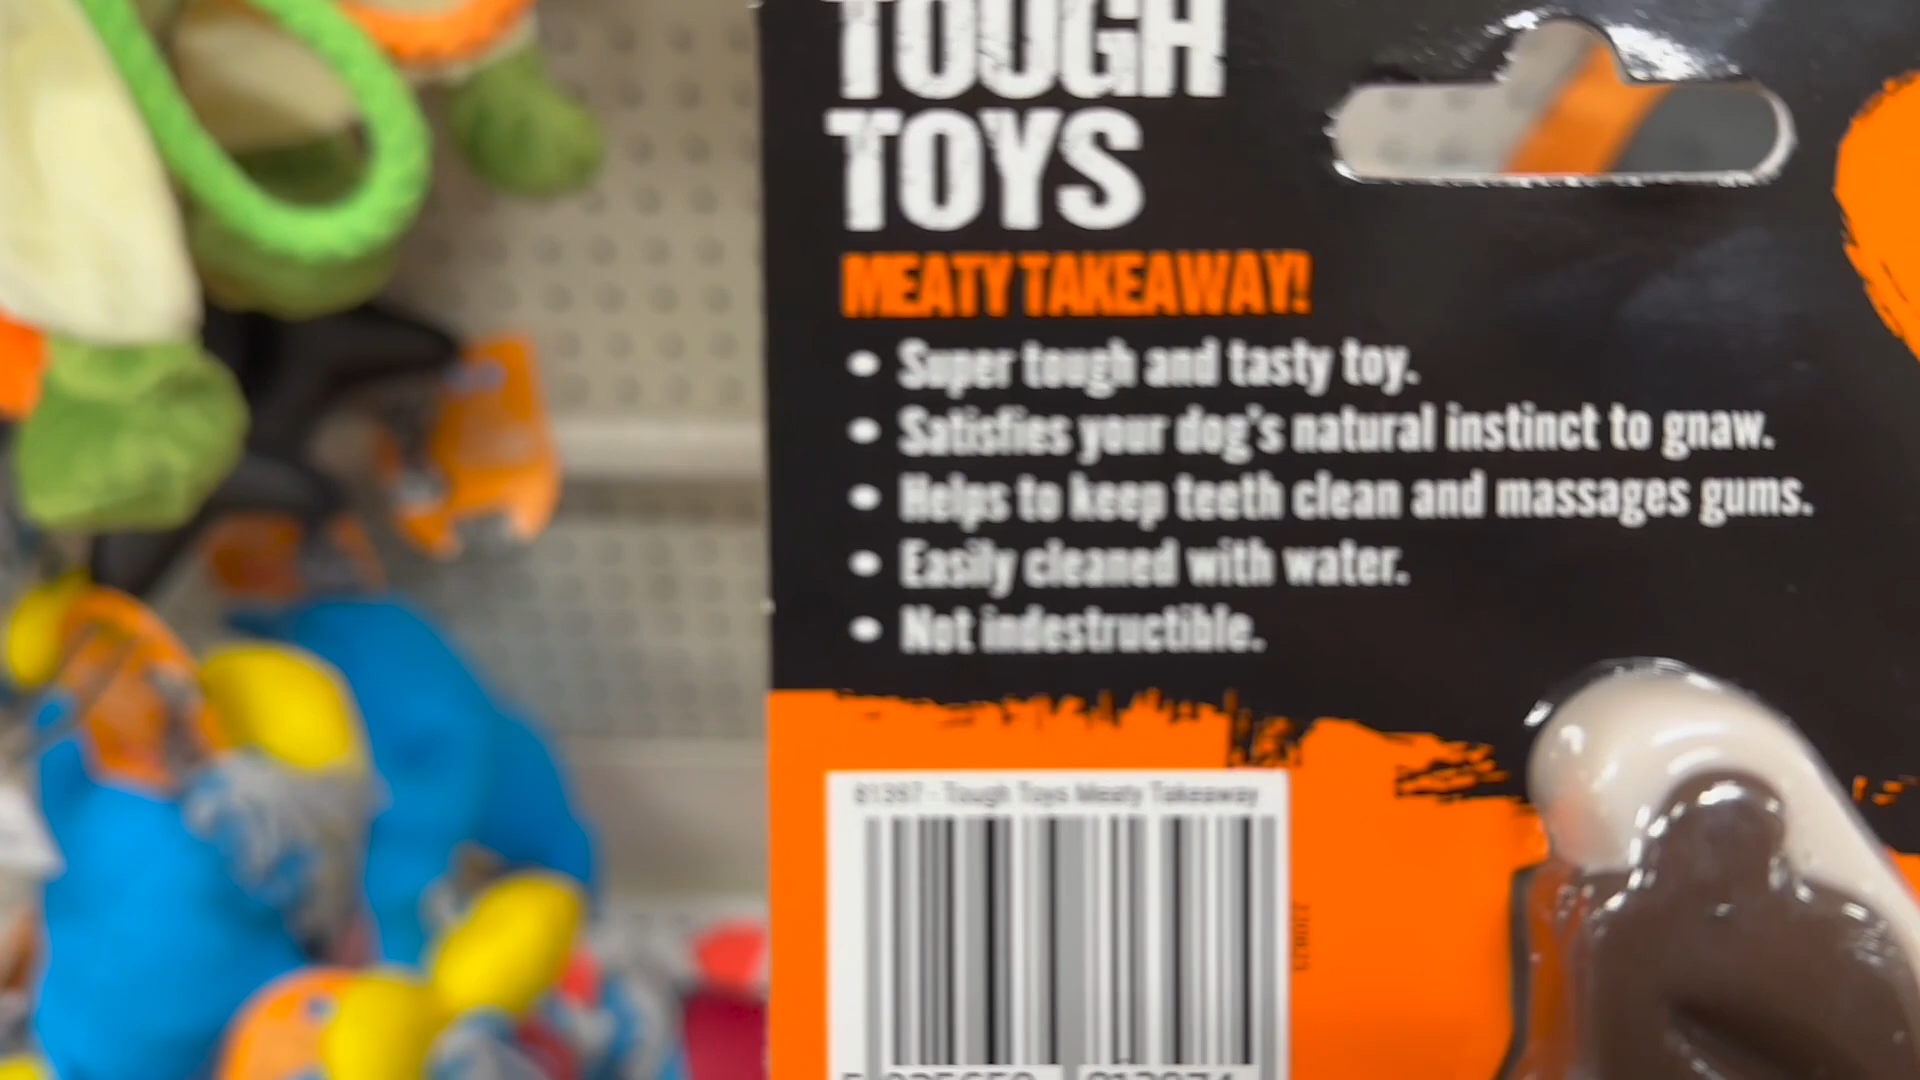 TOUGH
TOYS
MEATY TAKEAWAY!
• Super tough and tasty toy.
• Satisfies your dog's natural instinct to gnaw.
• Helps to keep teeth clean and massages gums.
• Easily cleaned with water.
• Not indestructible.
81397 - Tough Toys Meaty Takeaway